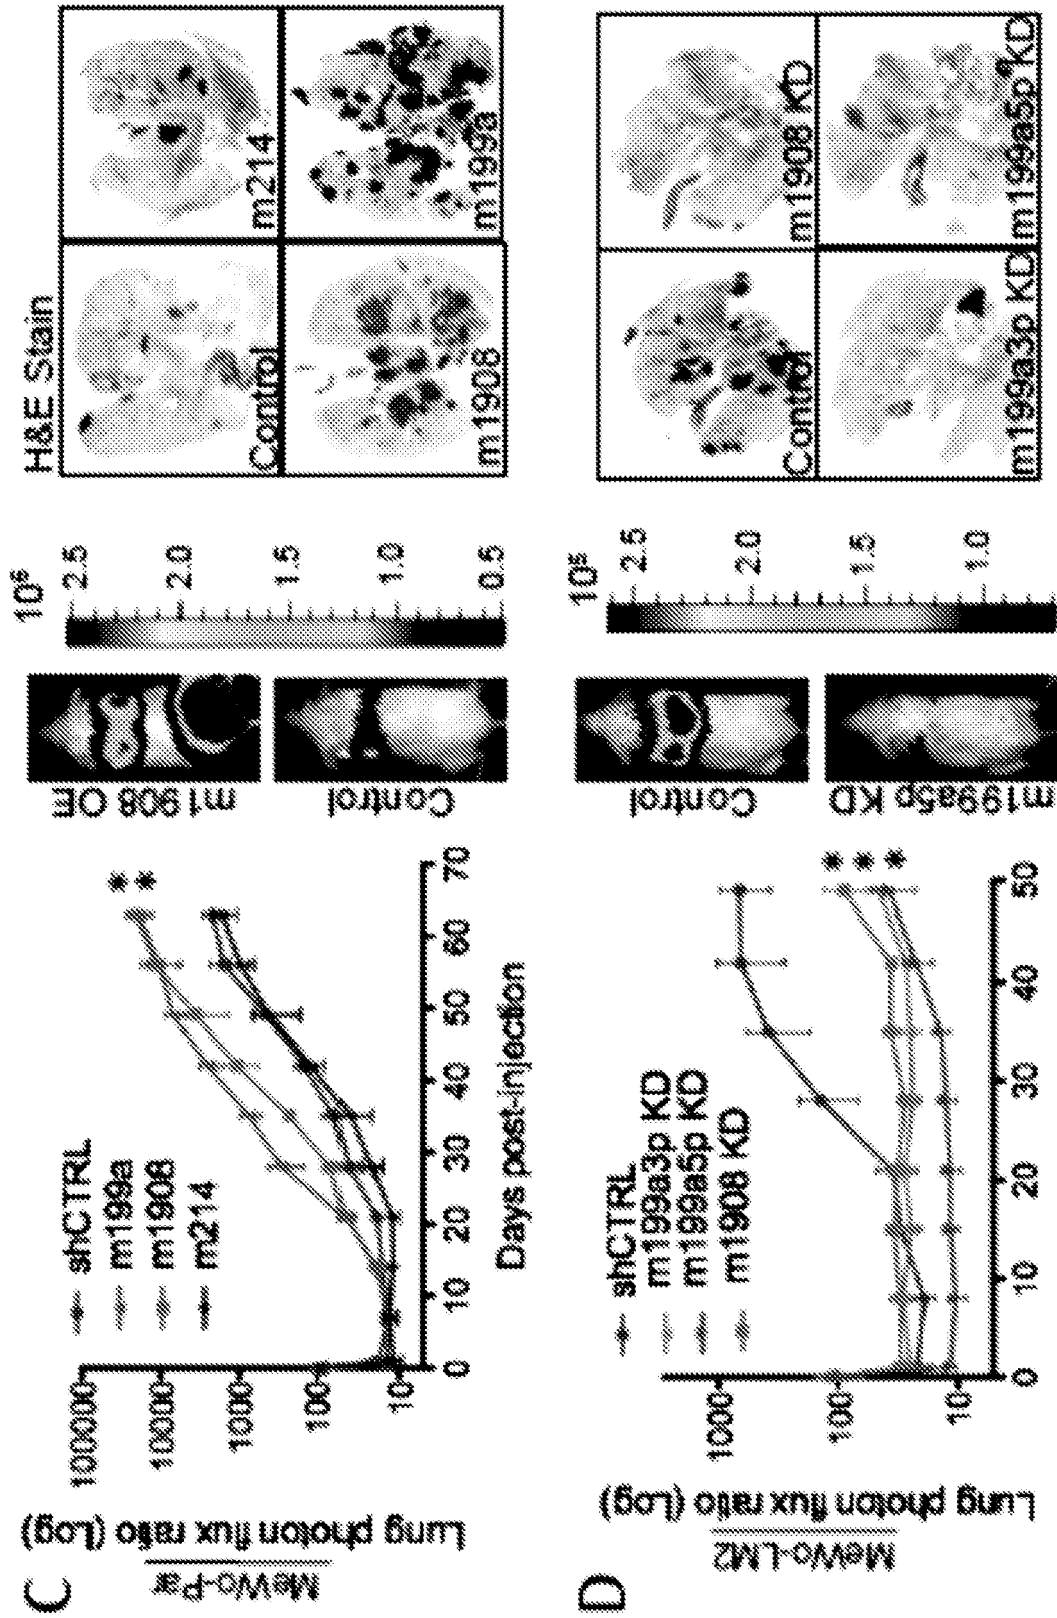 C
MeWo-Par
Lung photon flux ratio (Log)
100000
10000
1000
100
10
shCTRL
m199a
m1908
m214
**
0 10 20 30 40 50 60 70
Days post-injection
m1908 OE
Control
10⁵
2.5
2.0
1.5
1.0
0.5
H&E Stain
Control
m214
m1908
m199a
D
MeWo-LM2
Lung photon flux ratio (Log)
1000
100
10
shCTRL
m199a3p KD
m199a5p KD
m1908 KD
***
0 10 20 30 40 50
Control
m199a5p KD
10⁵
2.5
2.0
1.5
1.0
Control
m1908 KD
m199a3p KD
m199a5p KD